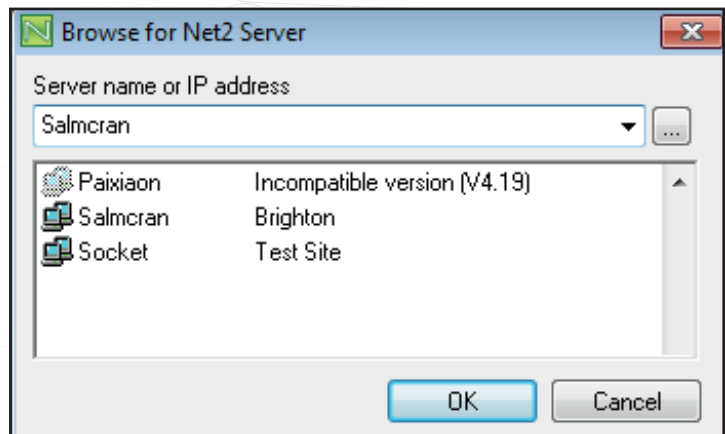 Browse for Net2 Server
Server name or IP address
Salmcran
...
Paixiaon Incompatible version (V4.19)
Salmcran Brighton
Socket Test Site
OK Cancel